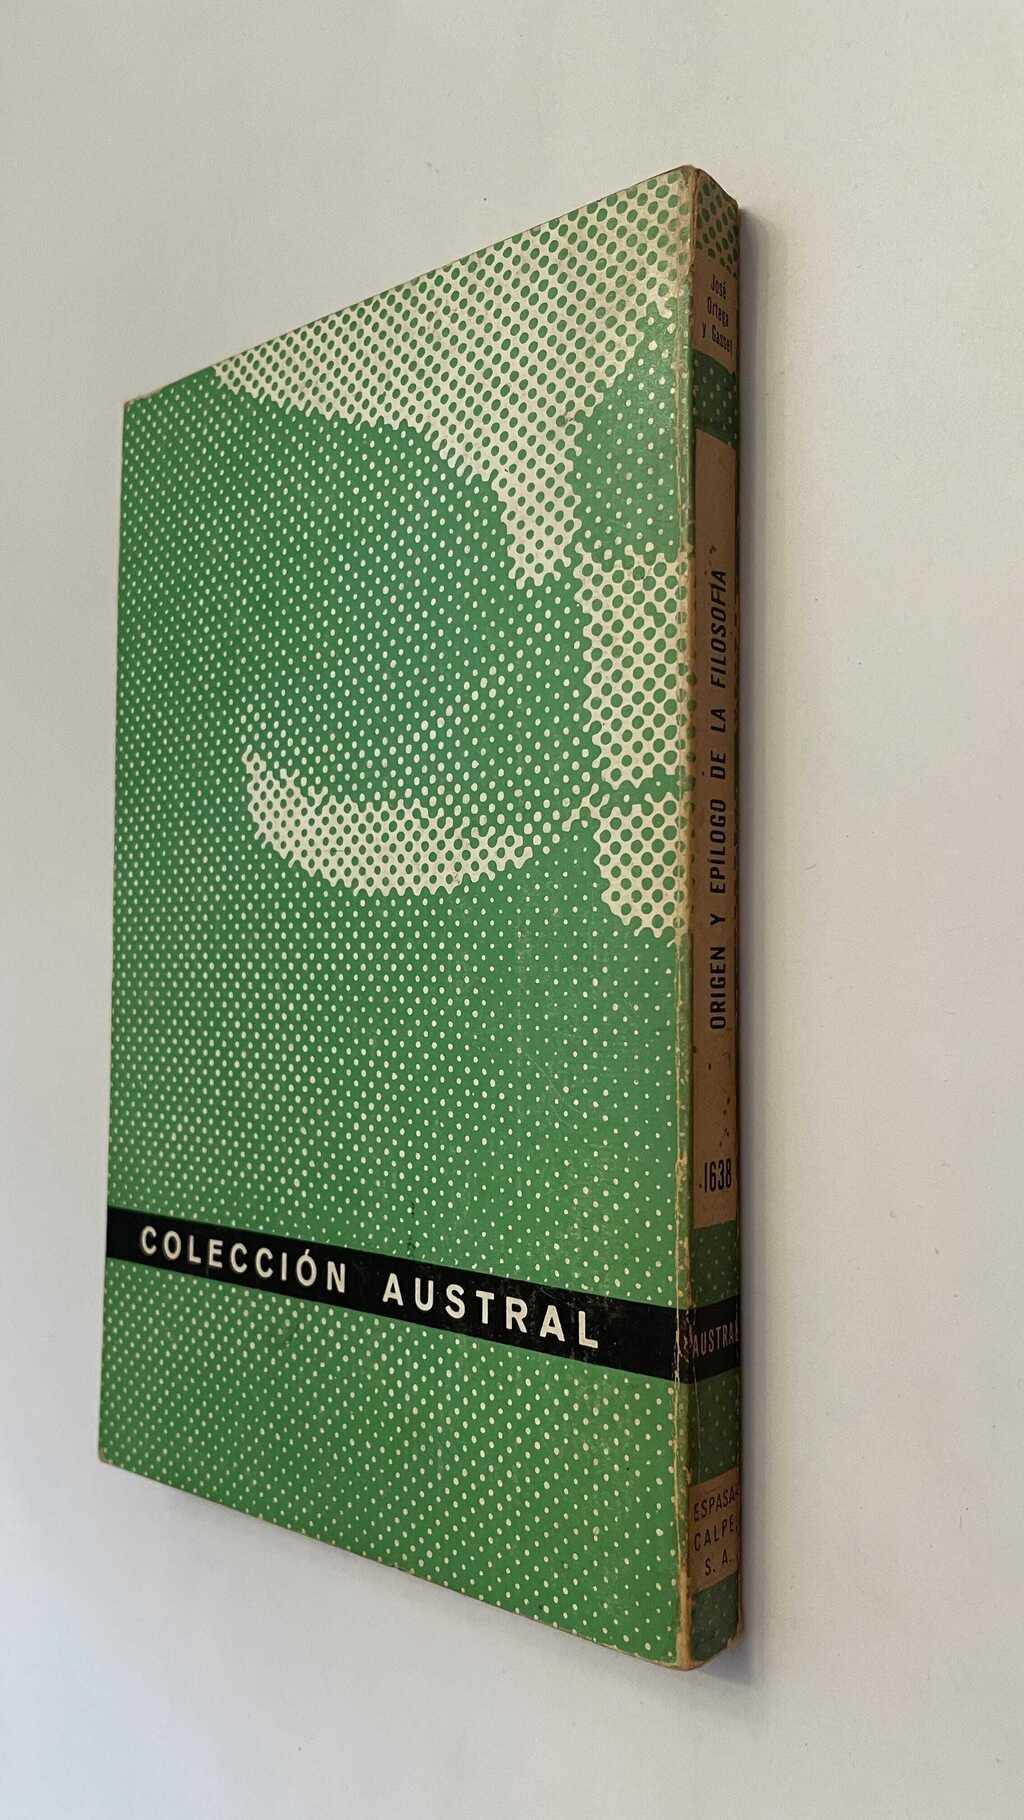 José
Ortega
y Gasset
ORIGEN Y EPÍLOGO DE LA FILOSOFÍA
1638
COLECCIÓN AUSTRAL
AUSTRAL
ESPASA-
CALPE,
S. A.